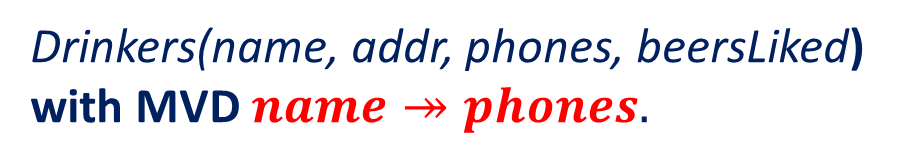 Drinkers(name, addr, phones, beersLiked)
with MVD name ↠ phones.